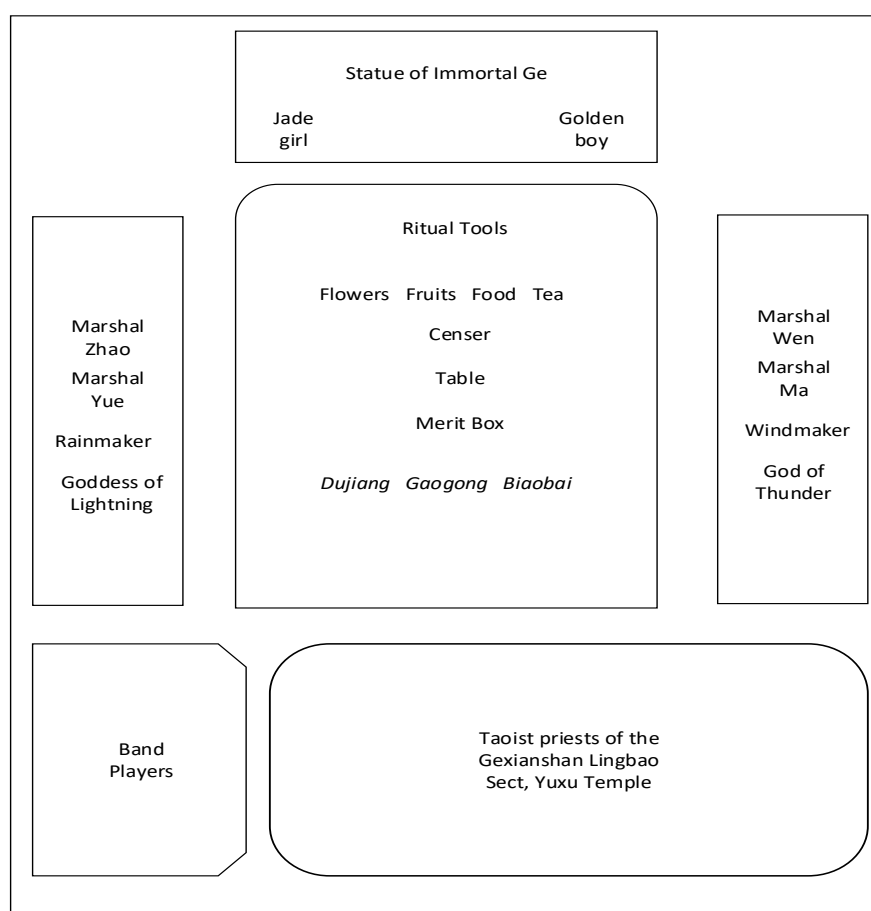 Statue of Immortal Ge
Jade
girl
Golden
boy
Ritual Tools
Flowers Fruits Food Tea
Censer
Table
Merit Box
Dujiang Gaogong Biaobai
Marshal
Zhao
Marshal
Yue
Rainmaker
Goddess of
Lightning
Marshal
Wen
Marshal
Ma
Windmaker
God of
Thunder
Band
Players
Taoist priests of the
Gexianshan Lingbao
Sect, Yuxu Temple